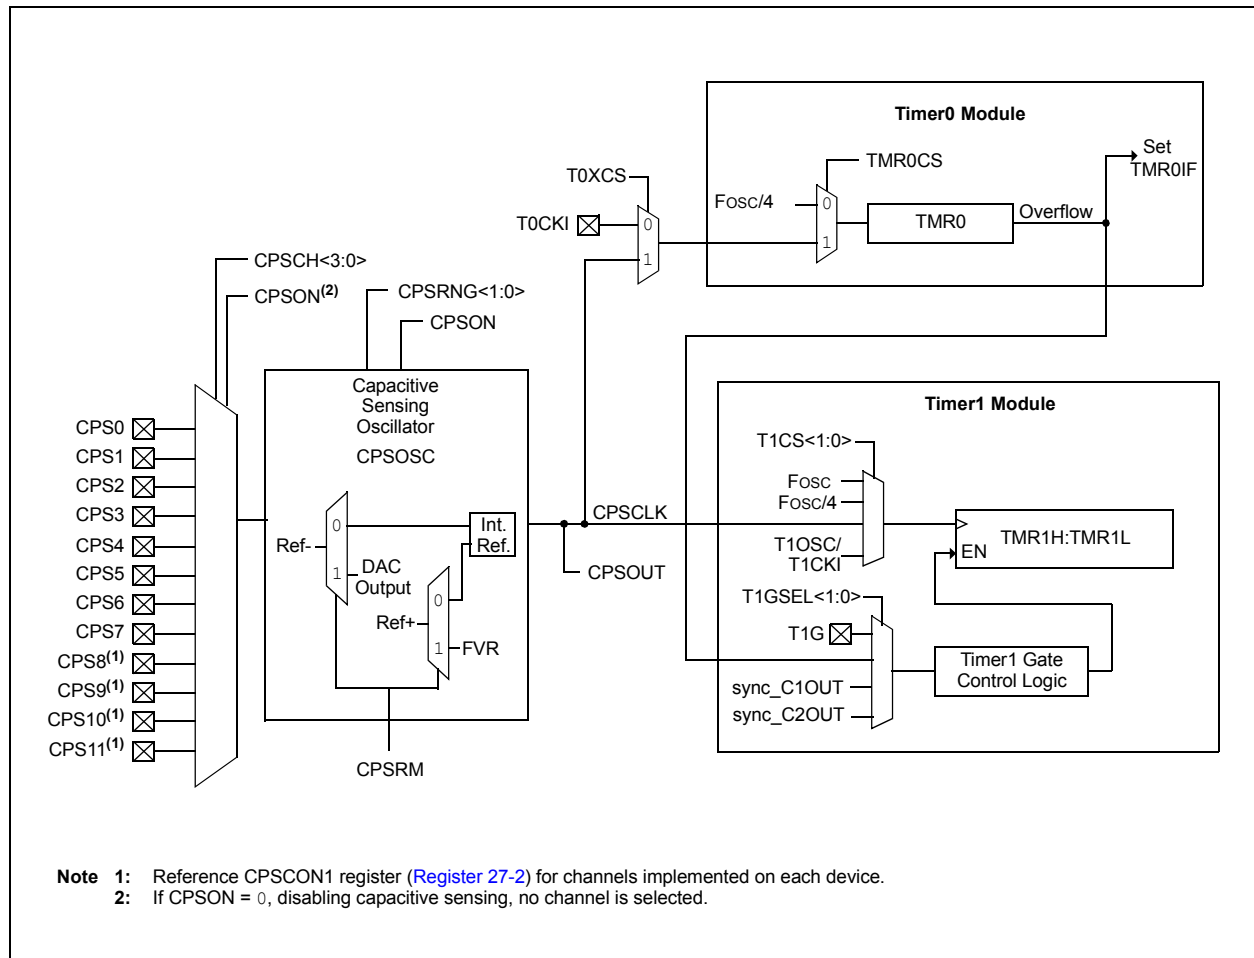 Timer0 Module
Set
TMR0IF
TMR0CS
T0XCS
FOSC/4
0
TMR0
Overflow
T0CKI
0
1
1
CPSCH<3:0>
CPSON(2)
CPSRNG<1:0>
CPSON
Capacitive
Sensing
Oscillator
CPSOSC
Timer1 Module
T1CS<1:0>
CPS0
CPS1
CPS2
CPS3
CPS4
CPS5
CPS6
CPS7
CPS8(1)
CPS9(1)
CPS10(1)
CPS11(1)
0
Ref-
1
DAC
Output
Int.
Ref.
0
Ref+
1
FVR
CPSRM
CPSCLK
CPSOUT
FOSC
FOSC/4
T1OSC/
T1CKI
TMR1H:TMR1L
EN
T1GSEL<1:0>
T1G
Timer1 Gate
Control Logic
sync_C1OUT
sync_C2OUT
Note 1: Reference CPSCON1 register (Register 27-2) for channels implemented on each device.
2: If CPSON = 0, disabling capacitive sensing, no channel is selected.